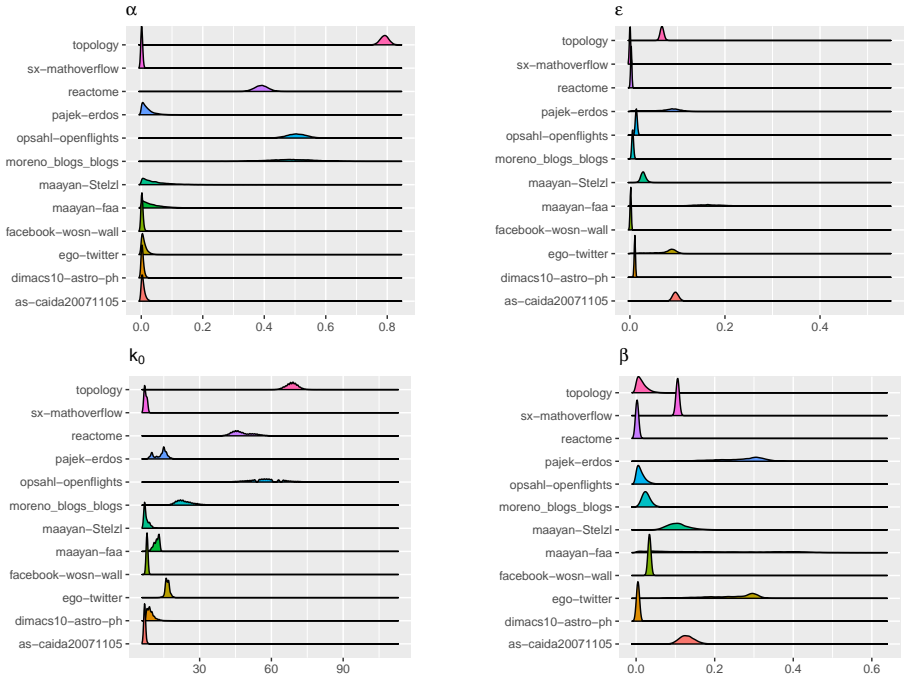 α
topology
sx−mathoverflow
reactome
pajek−erdos
opsahl−openflights
moreno_blogs_blogs
maayan−Stelzl
maayan−faa
facebook−wosn−wall
ego−twitter
dimacs10−astro−ph
as−caida20071105
0.0 0.2 0.4 0.6 0.8
ε
topology
sx−mathoverflow
reactome
pajek−erdos
opsahl−openflights
moreno_blogs_blogs
maayan−Stelzl
maayan−faa
facebook−wosn−wall
ego−twitter
dimacs10−astro−ph
as−caida20071105
0.0 0.2 0.4
k0
topology
sx−mathoverflow
reactome
pajek−erdos
opsahl−openflights
moreno_blogs_blogs
maayan−Stelzl
maayan−faa
facebook−wosn−wall
ego−twitter
dimacs10−astro−ph
as−caida20071105
30 60 90
β
topology
sx−mathoverflow
reactome
pajek−erdos
opsahl−openflights
moreno_blogs_blogs
maayan−Stelzl
maayan−faa
facebook−wosn−wall
ego−twitter
dimacs10−astro−ph
as−caida20071105
0.0 0.2 0.4 0.6